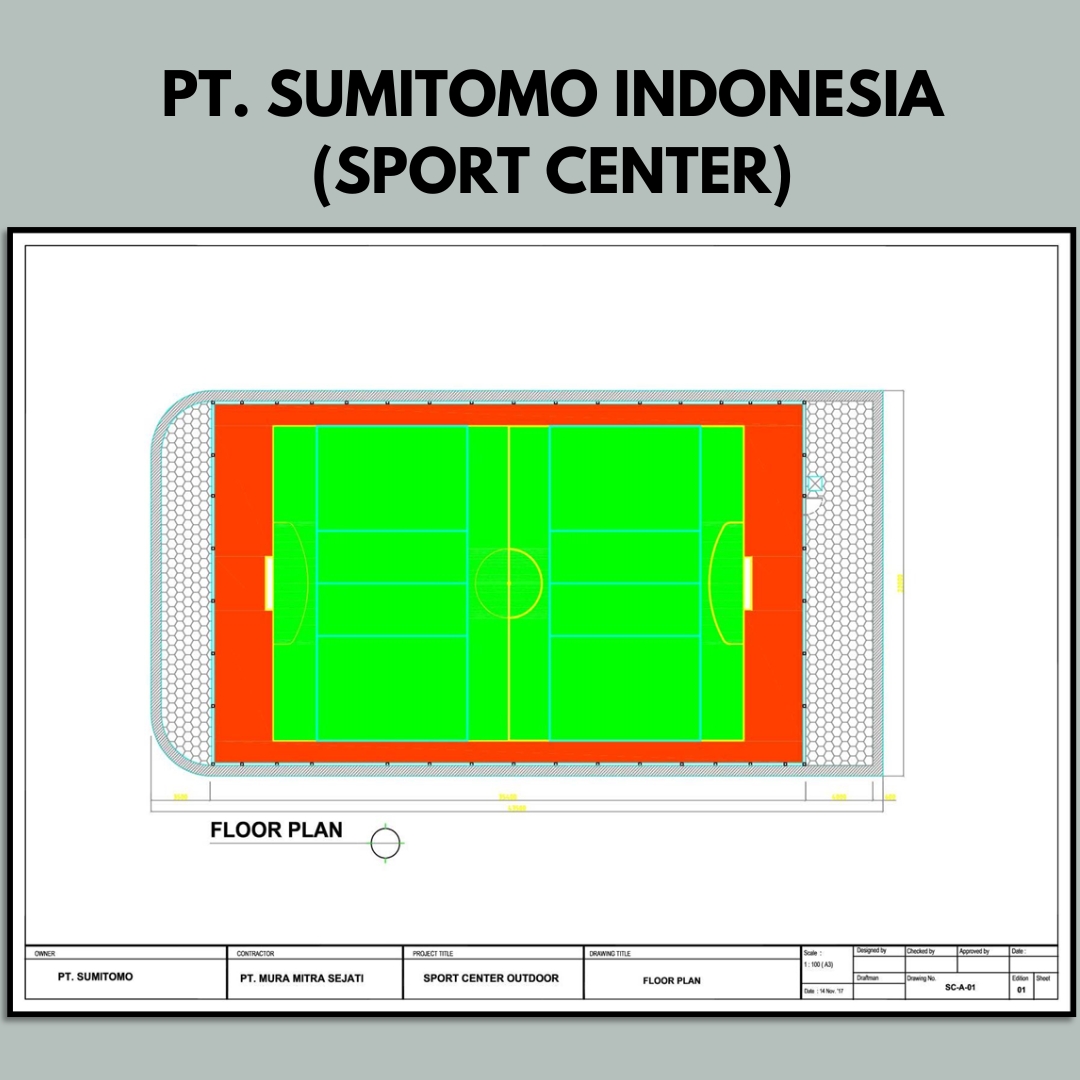 PT. SUMITOMO INDONESIA
(SPORT CENTER)
FLOOR PLAN
OWNER
PT. SUMITOMO
CONTRACTOR
PT. MURA MITRA SEJATI
PROJECT TITLE
SPORT CENTER OUTDOOR
DRAWING TITLE
FLOOR PLAN
Scale :
1 : 100 ( A3)
Date : 14 Nov. '17
Designed by
Checked by
Approved by
Date :
Draftman
Drawing No.
SC-A-01
Edition
01
Sheet